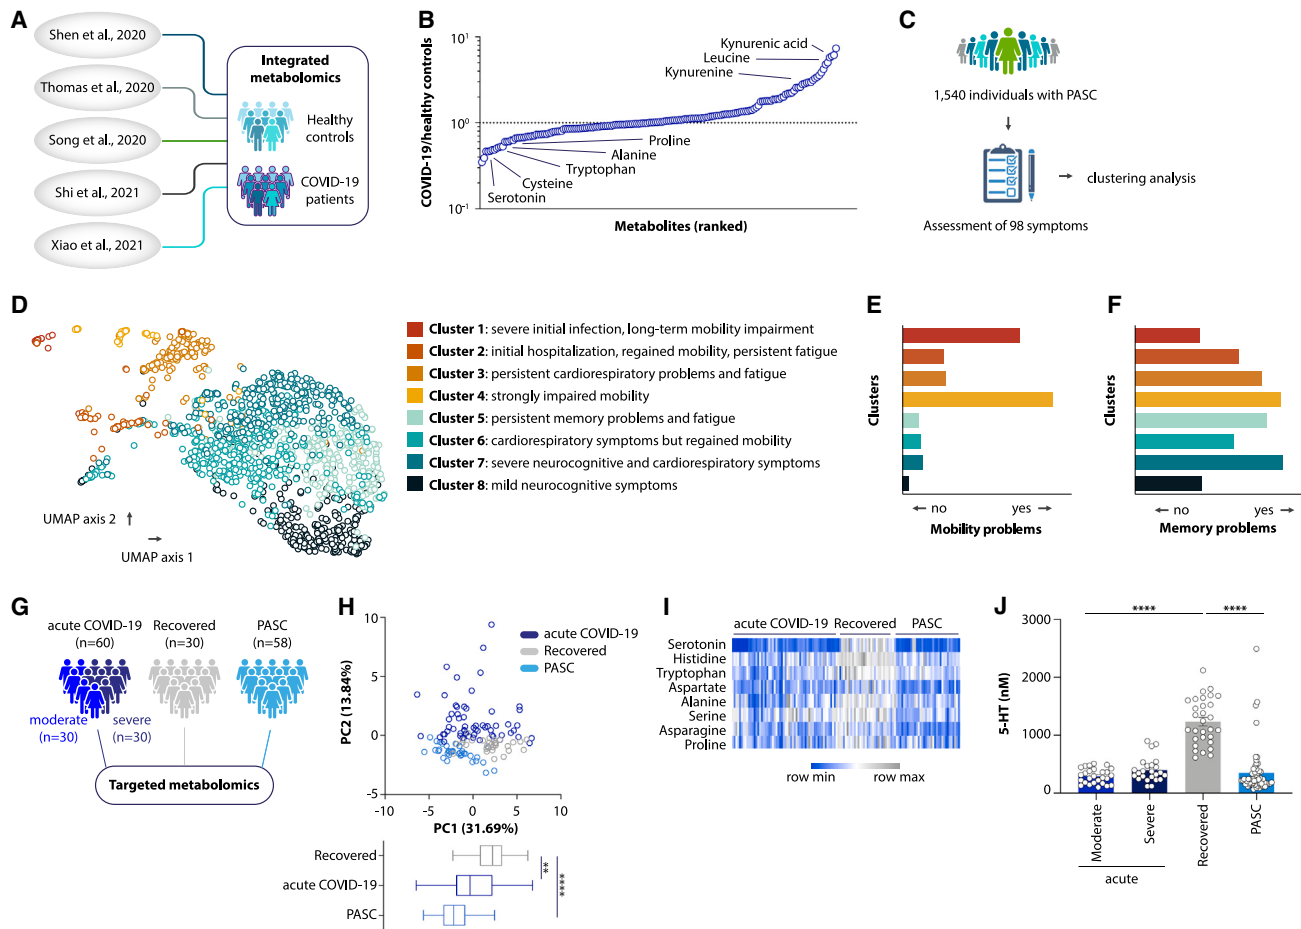 A
Shen et al., 2020
Thomas et al., 2020
Song et al., 2020
Shi et al., 2021
Xiao et al., 2021
Integrated
metabolomics
Healthy
controls
COVID-19
patients
B
COVID-19/healthy controls
10¹
10⁰
10⁻¹
Kynurenic acid
Leucine
Kynurenine
Proline
Alanine
Tryptophan
Cysteine
Serotonin
Metabolites (ranked)
C
1,540 individuals with PASC
clustering analysis
Assessment of 98 symptoms
D
UMAP axis 2
UMAP axis 1
Cluster 1: severe initial infection, long-term mobility impairment
Cluster 2: initial hospitalization, regained mobility, persistent fatigue
Cluster 3: persistent cardiorespiratory problems and fatigue
Cluster 4: strongly impaired mobility
Cluster 5: persistent memory problems and fatigue
Cluster 6: cardiorespiratory symptoms but regained mobility
Cluster 7: severe neurocognitive and cardiorespiratory symptoms
Cluster 8: mild neurocognitive symptoms
E
Clusters
no yes
Mobility problems
F
Clusters
no yes
Memory problems
G
acute COVID-19
(n=60)
Recovered
(n=30)
PASC
(n=58)
moderate
(n=30)
severe
(n=30)
Targeted metabolomics
H
PC2 (13.84%)
10
5
0
−5
acute COVID-19
Recovered
PASC
-10 -5 0 5 10
PC1 (31.69%)
Recovered
acute COVID-19
PASC
**
****
I
acute COVID-19 Recovered PASC
Serotonin
Histidine
Tryptophan
Aspartate
Alanine
Serine
Asparagine
Proline
row min row max
J
**** ****
5-HT (nM)
3000
2000
1000
0
Moderate
Severe
Recovered
PASC
acute